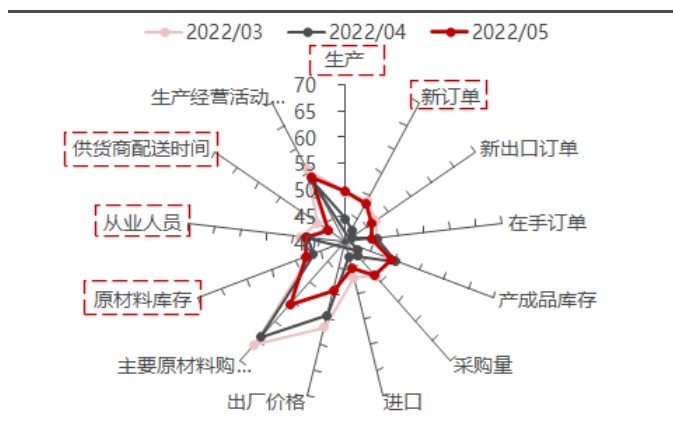 2022/03 2022/04 2022/05
生产
70
65
60
55
50
45
40
新订单
新出口订单
在手订单
产成品库存
采购量
进口
出厂价格
主要原材料购...
原材料库存
从业人员
供货商配送时间
生产经营活动...